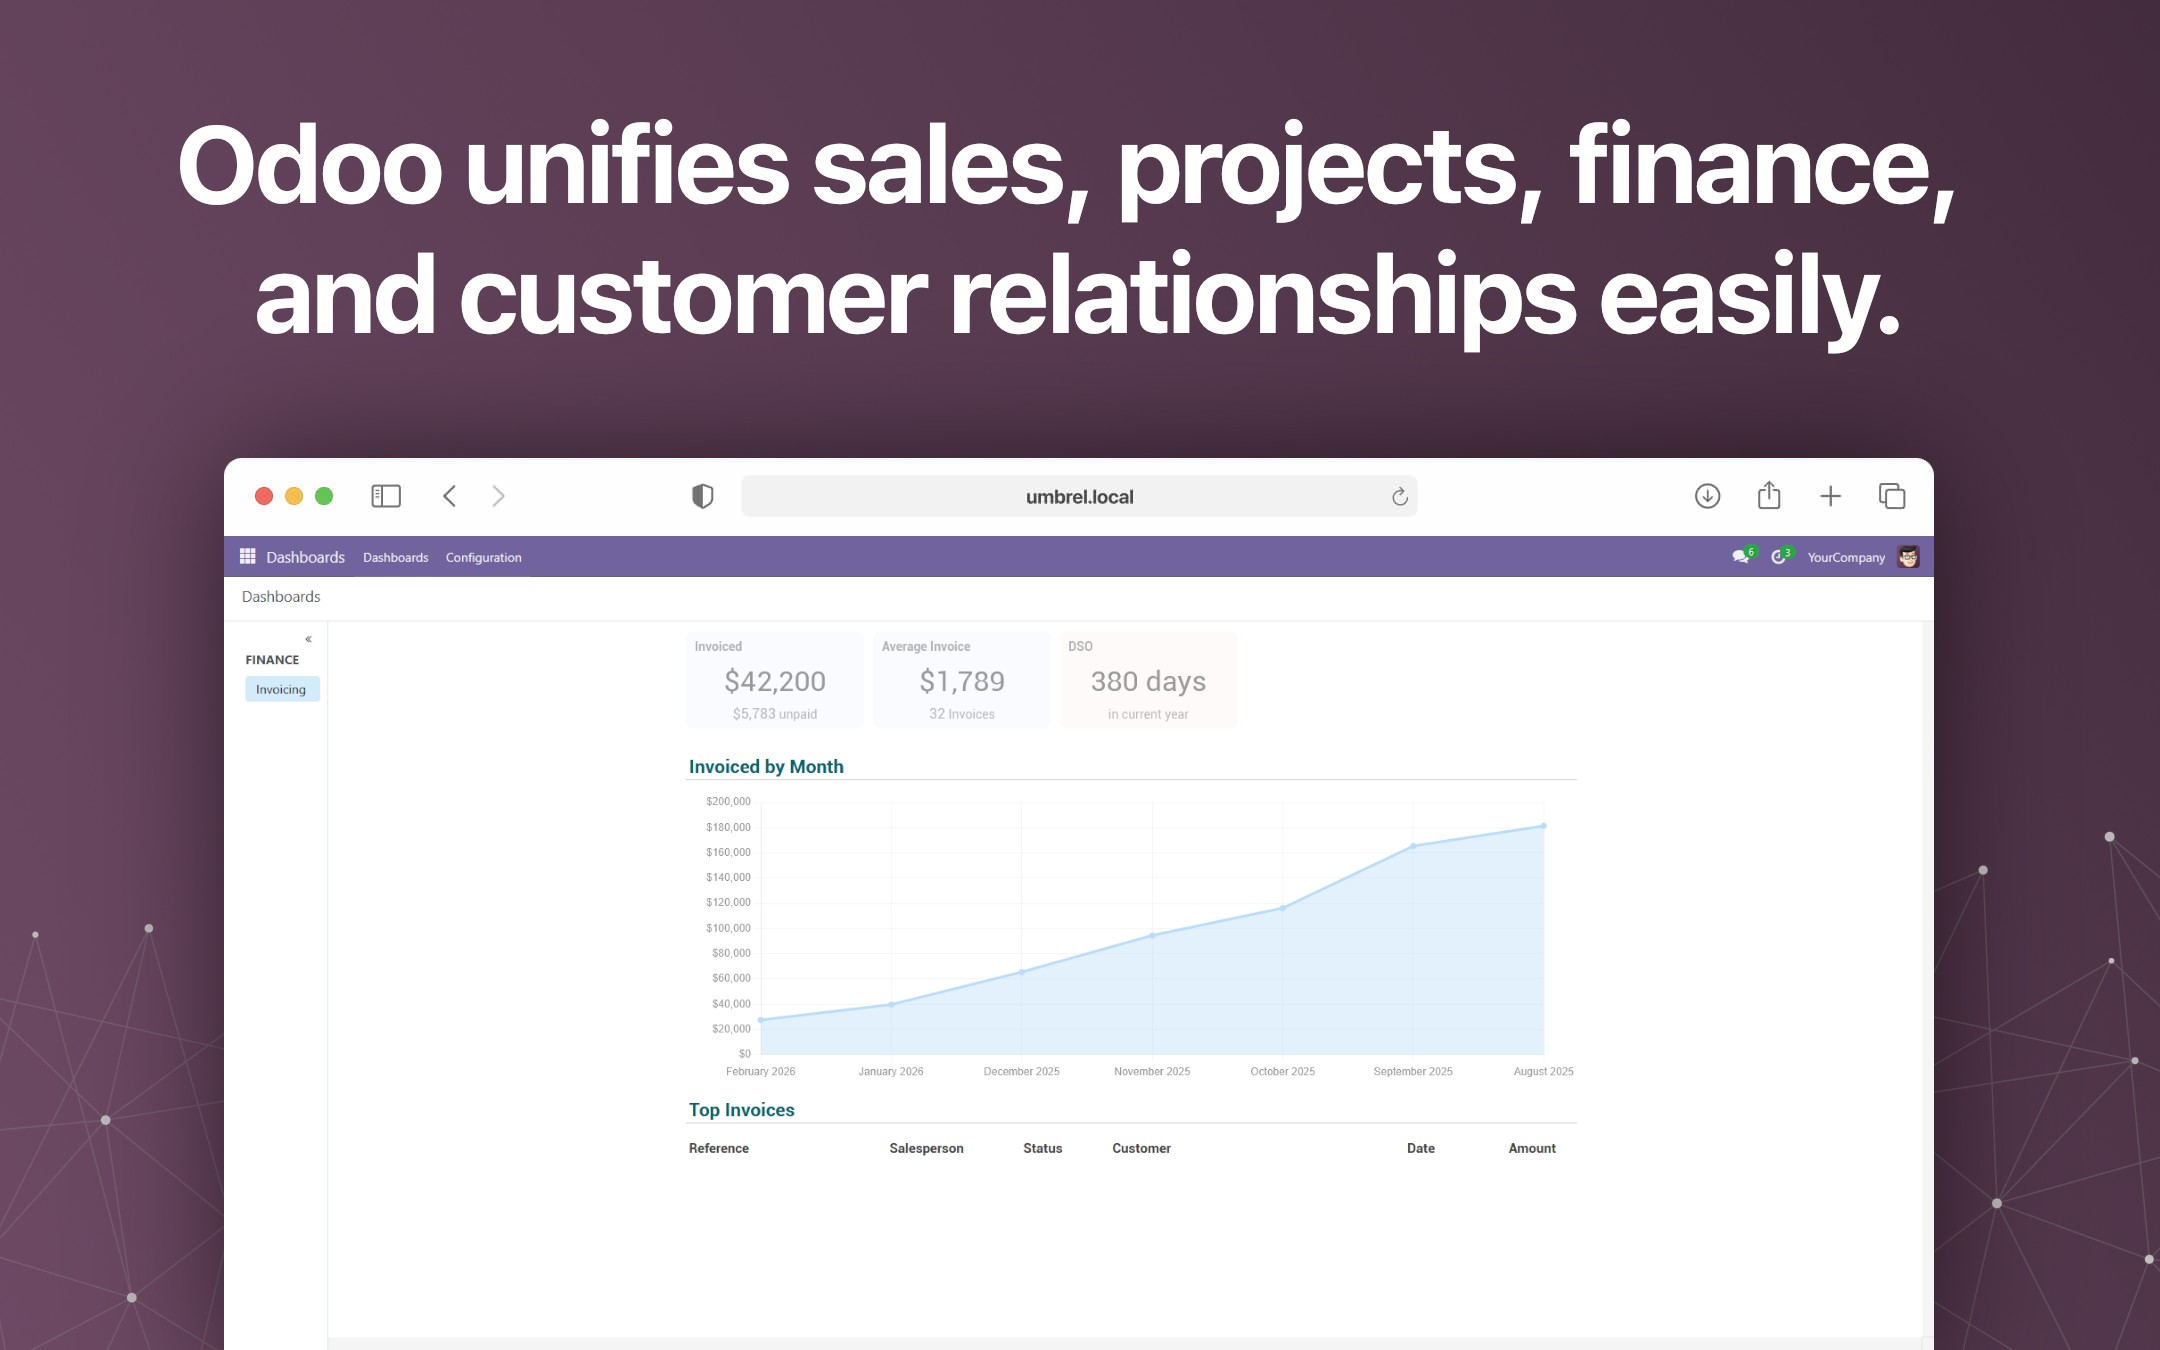 Odoo unifies sales, projects, finance,
and customer relationships easily.
umbrel.local
Dashboards Dashboards Configuration 6 3 YourCompany
Dashboards
«
FINANCE
Invoicing
Invoiced Average Invoice DSO
$42,200 $1,789 380 days
$5,783 unpaid 32 Invoices in current year
Invoiced by Month
$200,000
$180,000
$160,000
$140,000
$120,000
$100,000
$80,000
$60,000
$40,000
$20,000
$0
February 2026 January 2026 December 2025 November 2025 October 2025 September 2025 August 2025
Top Invoices
Reference Salesperson Status Customer Date Amount